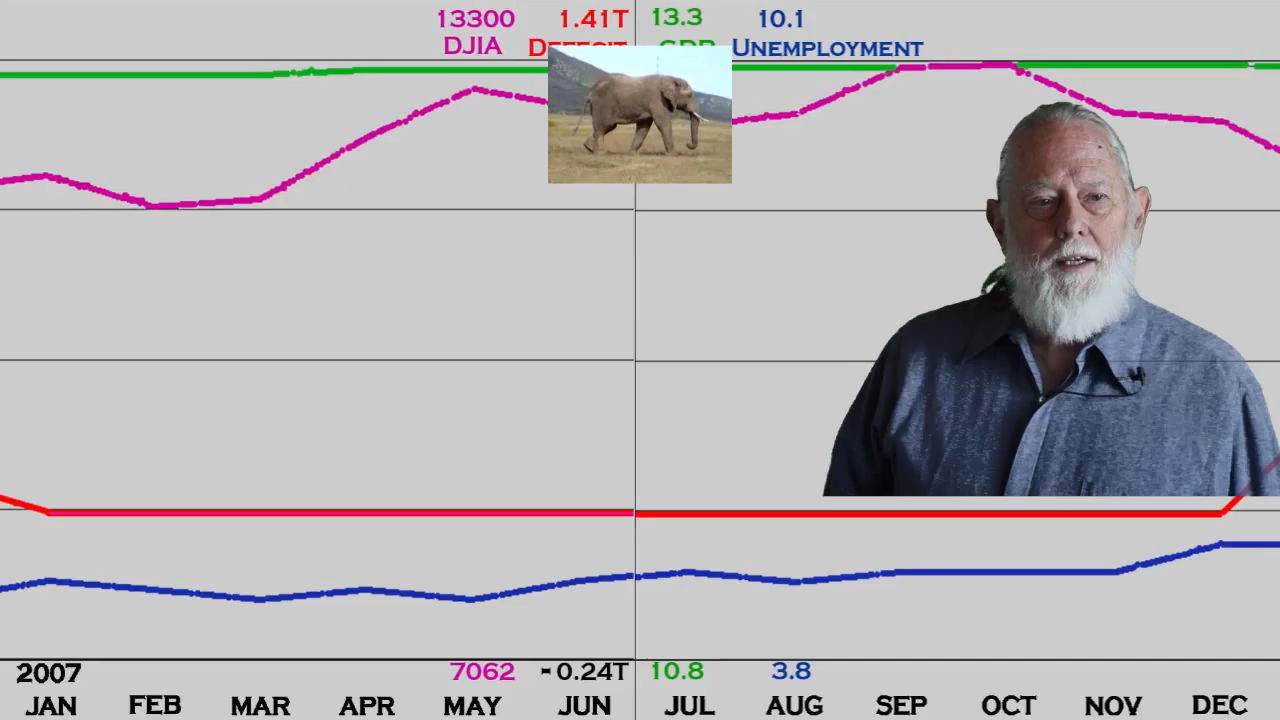 13300 1.41T 13.3 10.1
DJIA UNEMPLOYMENT
2007 7062 -0.24T 10.8 3.8
JAN FEB MAR APR MAY JUN JUL AUG SEP OCT NOV DEC